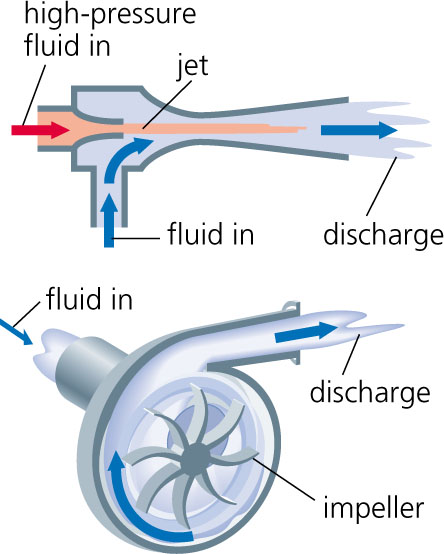 high-pressure
fluid in
jet
fluid in
discharge
fluid in
discharge
impeller